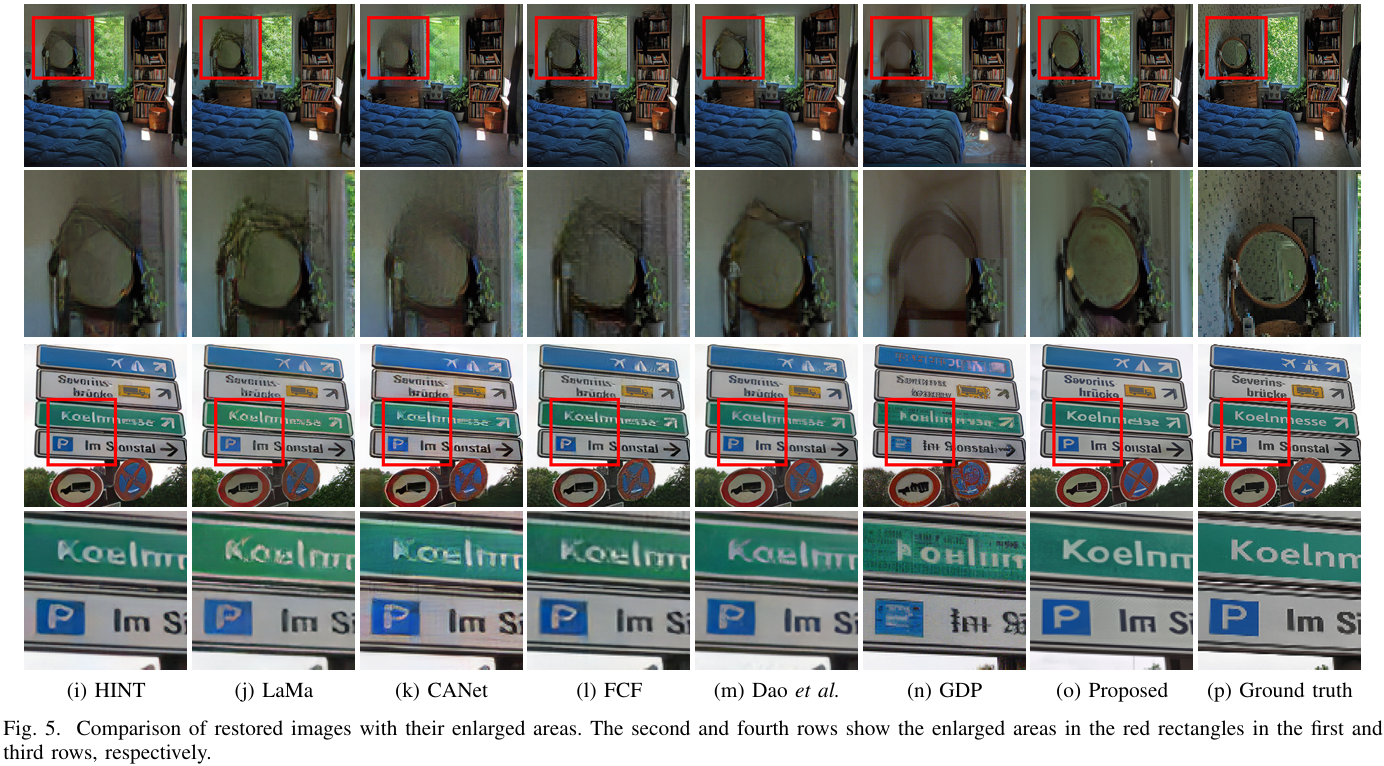 Severins-
brücke
Koelnmesse
P Im Sionstal
Koelnm
P Im Si
(i) HINT (j) LaMa (k) CANet (l) FCF (m) Dao et al. (n) GDP (o) Proposed (p) Ground truth
Fig. 5. Comparison of restored images with their enlarged areas. The second and fourth rows show the enlarged areas in the red rectangles in the first and
third rows, respectively.